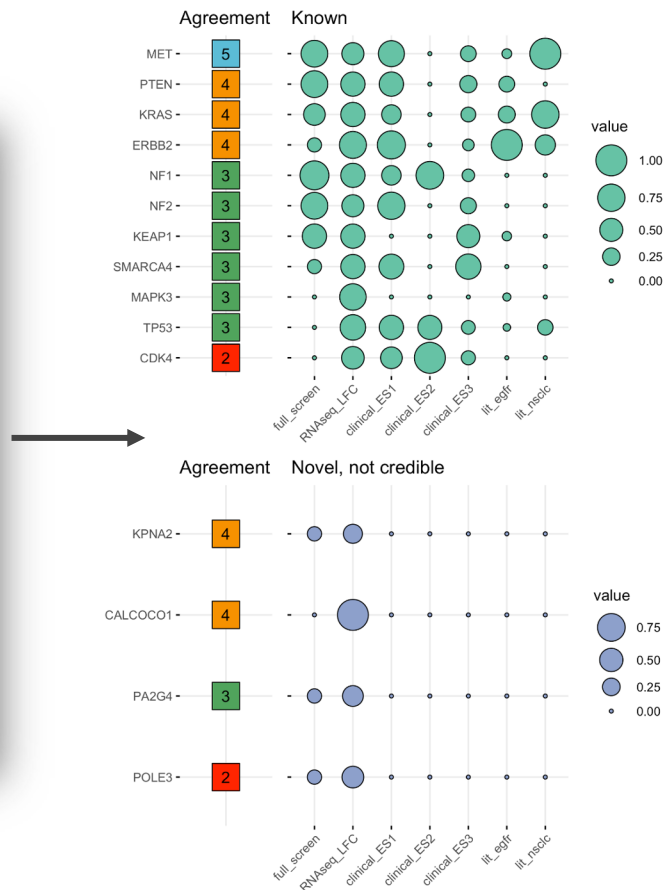 Agreement Known
MET 5
PTEN 4
KRAS 4
ERBB2 4
NF1 3
NF2 3
KEAP1 3
SMARCA4 3
MAPK3 3
TP53 3
CDK4 2
full_screen
RNAseq_LFC
clinical_ES1
clinical_ES2
clinical_ES3
lit_egfr
lit_nsclc
value
1.00
0.75
0.50
0.25
0.00
Agreement Novel, not credible
KPNA2 4
CALCOCO1 4
PA2G4 3
POLE3 2
full_screen
RNAseq_LFC
clinical_ES1
clinical_ES2
clinical_ES3
lit_egfr
lit_nsclc
value
0.75
0.50
0.25
0.00